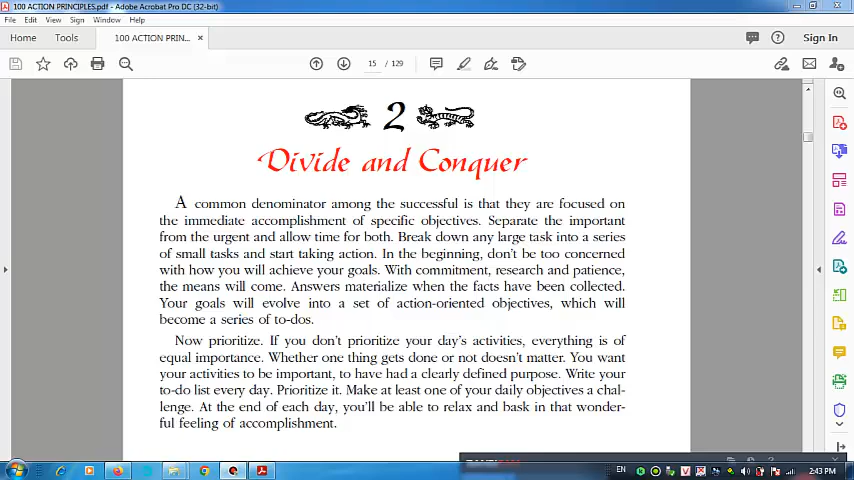 100 ACTION PRINCIPLES.pdf - Adobe Acrobat Pro DC (32-bit)
File Edit View Sign Window Help
Home Tools 100 ACTION PRIN... × Sign In
15 / 129
2
Divide and Conquer
A common denominator among the successful is that they are focused on
the immediate accomplishment of specific objectives. Separate the important
from the urgent and allow time for both. Break down any large task into a series
of small tasks and start taking action. In the beginning, don't be too concerned
with how you will achieve your goals. With commitment, research and patience,
the means will come. Answers materialize when the facts have been collected.
Your goals will evolve into a set of action-oriented objectives, which will
become a series of to-dos.
Now prioritize. If you don't prioritize your day's activities, everything is of
equal importance. Whether one thing gets done or not doesn't matter. You want
your activities to be important, to have had a clearly defined purpose. Write your
to-do list every day. Prioritize it. Make at least one of your daily objectives a chal-
lenge. At the end of each day, you'll be able to relax and bask in that wonder-
ful feeling of accomplishment.
EN 2:43 PM